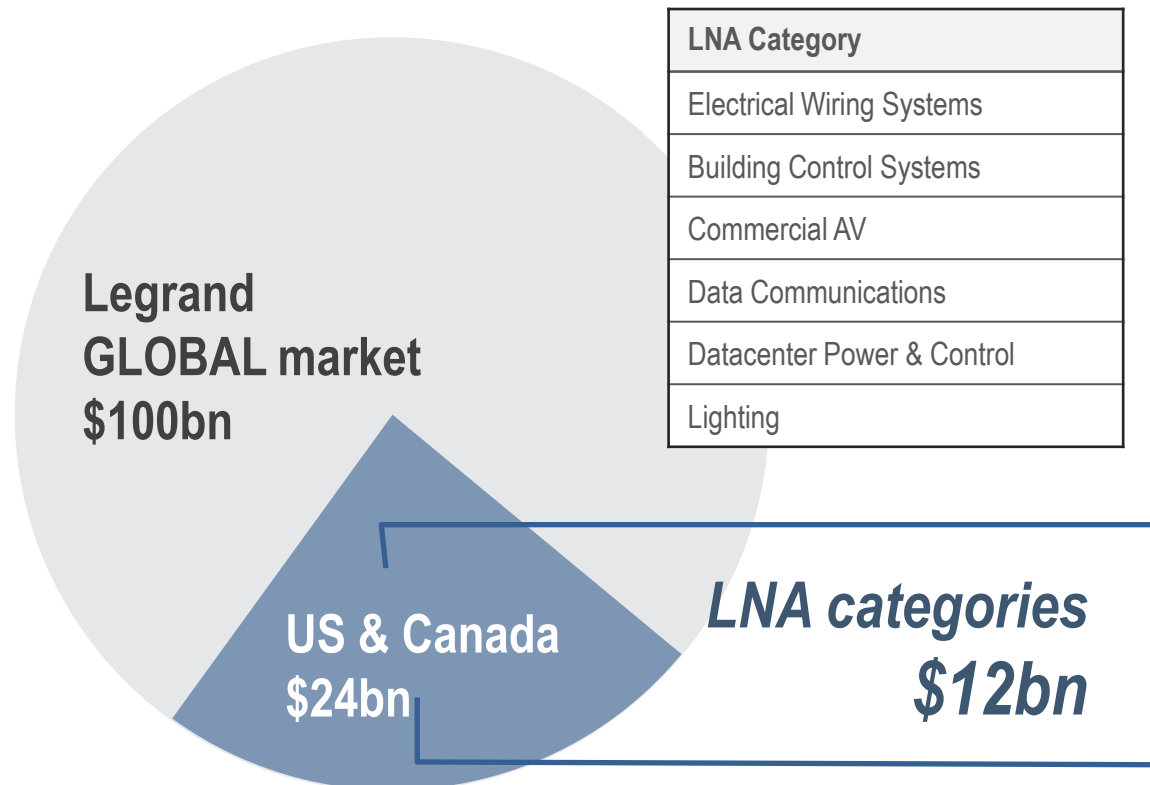 LNA Category
Electrical Wiring Systems
Building Control Systems
Commercial AV
Data Communications
Datacenter Power & Control
Lighting
Legrand
GLOBAL market
$100bn
US & Canada
$24bn
LNA categories
$12bn